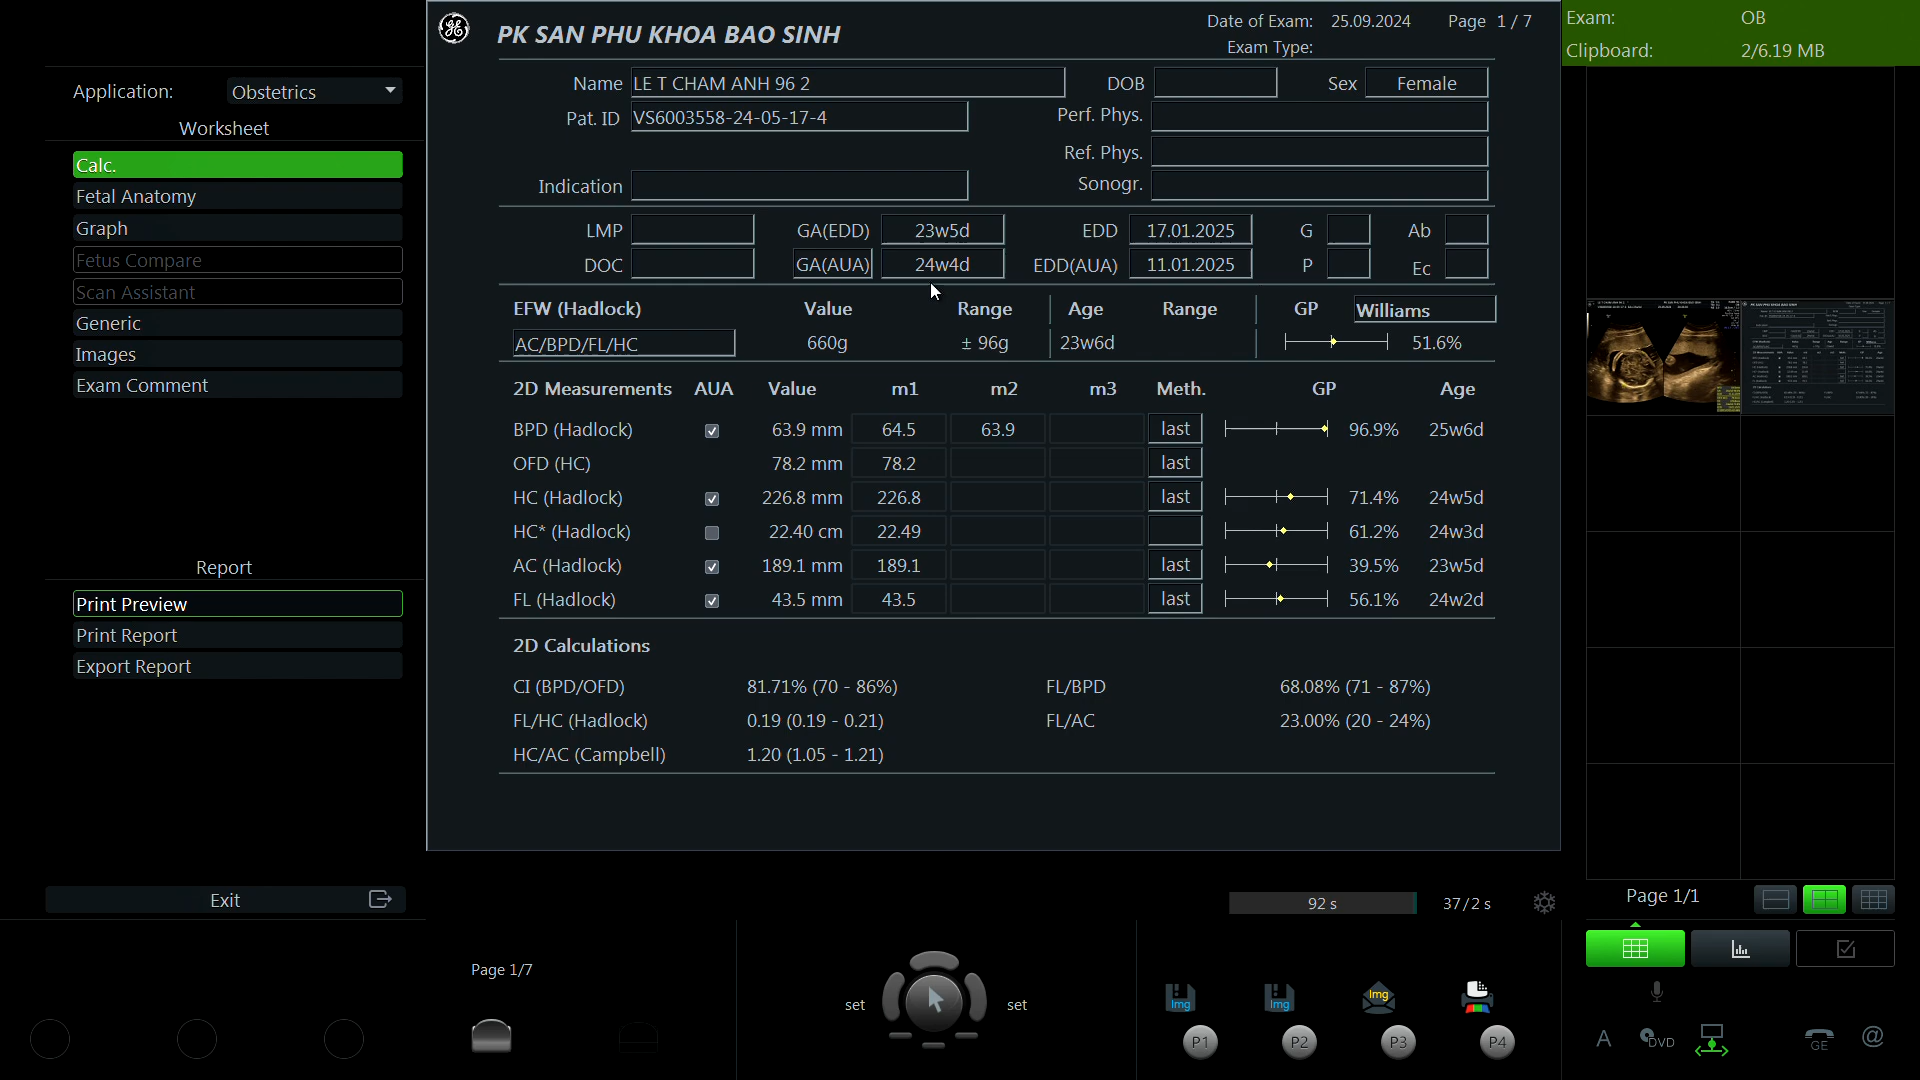 PK SAN PHU KHOA BAO SINH
Date of Exam: 25.09.2024 Page 1 / 7
Exam Type:
Exam: OB
Clipboard: 2/6.19 MB
Application: Obstetrics
Worksheet
Calc.
Fetal Anatomy
Graph
Fetus Compare
Scan Assistant
Generic
Images
Exam Comment
Report
Print Preview
Print Report
Export Report
Exit
Name LE T CHAM ANH 96 2 DOB Sex Female
Pat. ID VS6003558-24-05-17-4 Perf. Phys.
Ref. Phys.
Indication Sonogr.
LMP GA(EDD) 23w5d EDD 17.01.2025 G Ab
DOC GA(AUA) 24w4d EDD(AUA) 11.01.2025 P Ec
EFW (Hadlock) Value Range Age Range GP Williams
AC/BPD/FL/HC 660g ± 96g 23w6d 51.6%
2D Measurements AUA Value m1 m2 m3 Meth. GP Age
BPD (Hadlock) 63.9 mm 64.5 63.9 last 96.9% 25w6d
OFD (HC) 78.2 mm 78.2 last
HC (Hadlock) 226.8 mm 226.8 last 71.4% 24w5d
HC* (Hadlock) 22.40 cm 22.49 61.2% 24w3d
AC (Hadlock) 189.1 mm 189.1 last 39.5% 23w5d
FL (Hadlock) 43.5 mm 43.5 last 56.1% 24w2d
2D Calculations
CI (BPD/OFD) 81.71% (70 - 86%) FL/BPD 68.08% (71 - 87%)
FL/HC (Hadlock) 0.19 (0.19 - 0.21) FL/AC 23.00% (20 - 24%)
HC/AC (Campbell) 1.20 (1.05 - 1.21)
92 s 37/2 s
Page 1/1
Page 1/7
set set
Img Img Img
P1 P2 P3 P4
A DVD GE @